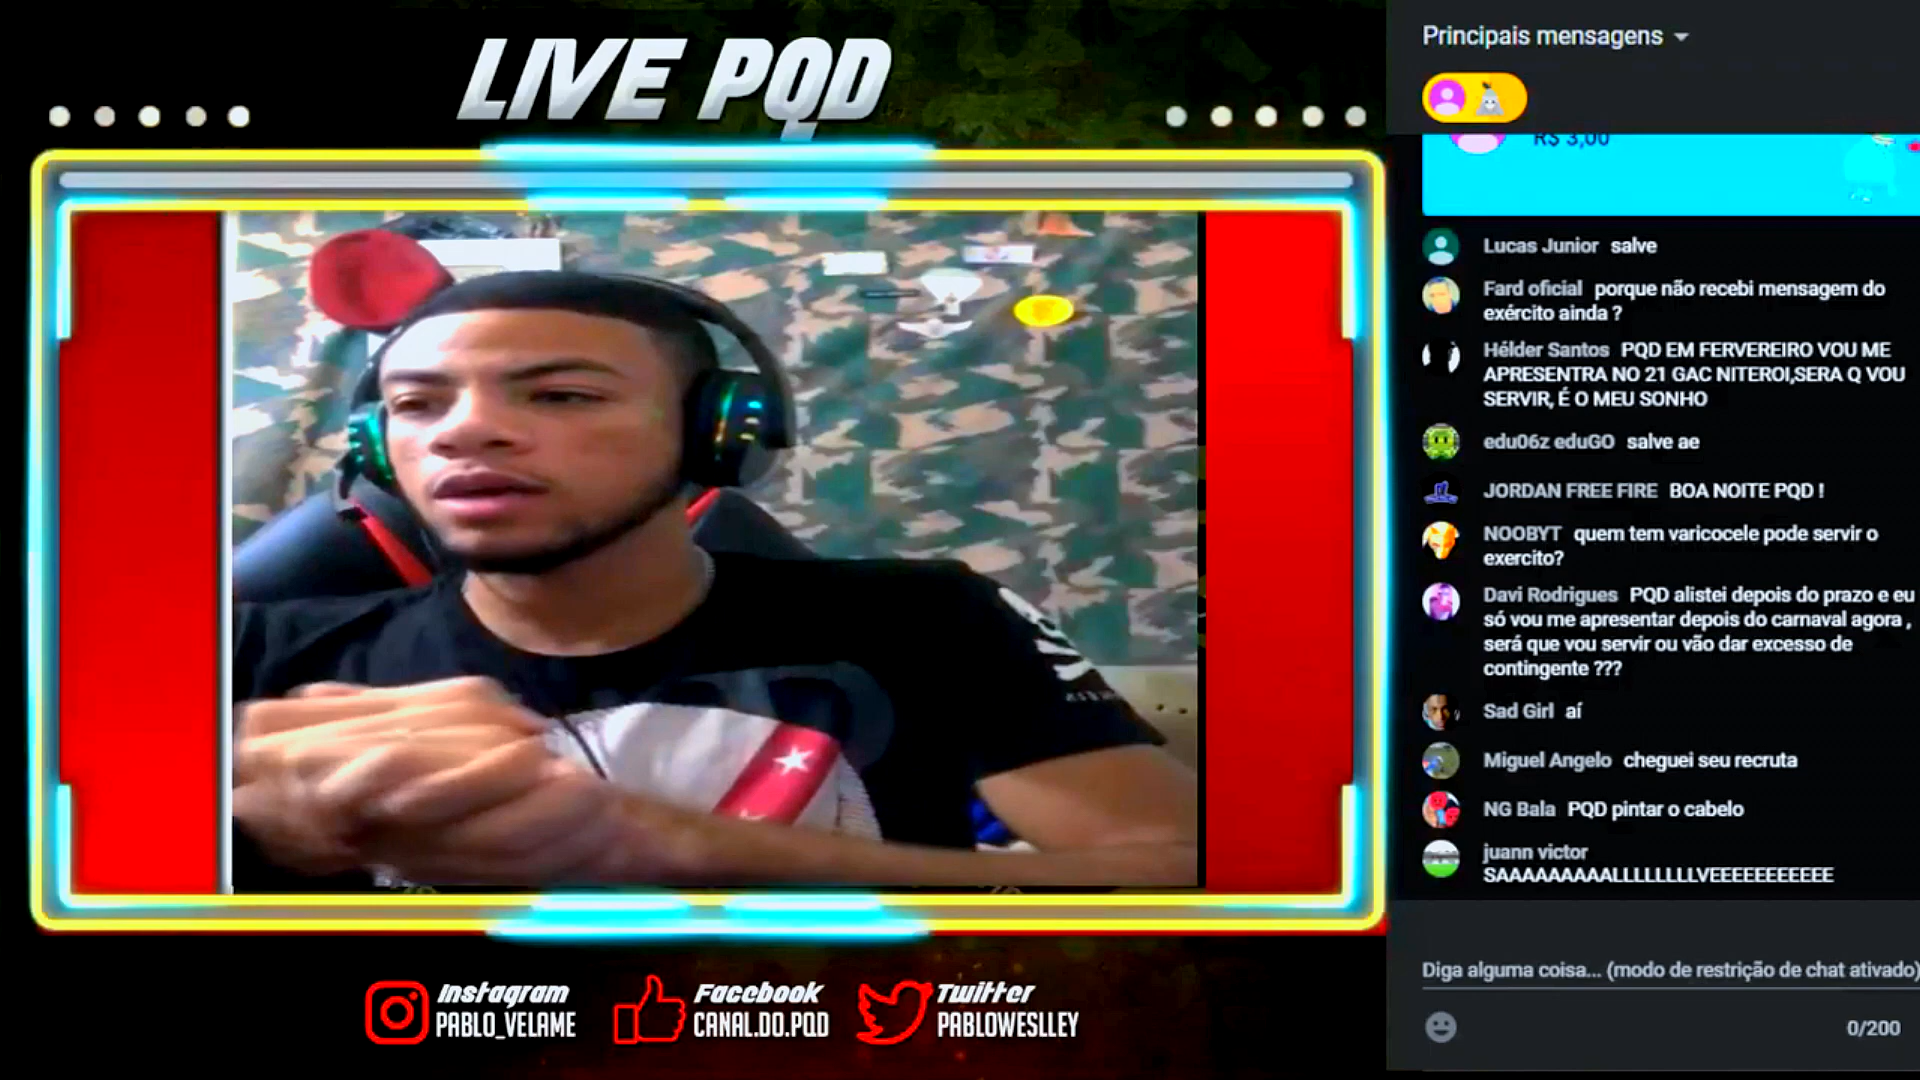 LIVE PQD
Principais mensagens
R$ 3,00
Lucas Junior salve
Fard oficial porque não recebi mensagem do
exército ainda ?
Hélder Santos PQD EM FERVEREIRO VOU ME
APRESENTRA NO 21 GAC NITEROI,SERA Q VOU
SERVIR, É O MEU SONHO
edu06z eduGO salve ae
JORDAN FREE FIRE BOA NOITE PQD !
NOOBYT quem tem varicocele pode servir o
exercito?
Davi Rodrigues PQD alistei depois do prazo e eu
só vou me apresentar depois do carnaval agora ,
será que vou servir ou vão dar excesso de
contingente ???
Sad Girl aí
Miguel Angelo cheguei seu recruta
NG Bala PQD pintar o cabelo
juann victor
SAAAAAAAAALLLLLLLLVEEEEEEEEEEE
Diga alguma coisa... (modo de restrição de chat ativado)
0/200
Instagram
PABLO_VELAME
Facebook
CANAL.DO.PQD
Twitter
PABLOWESLLEY